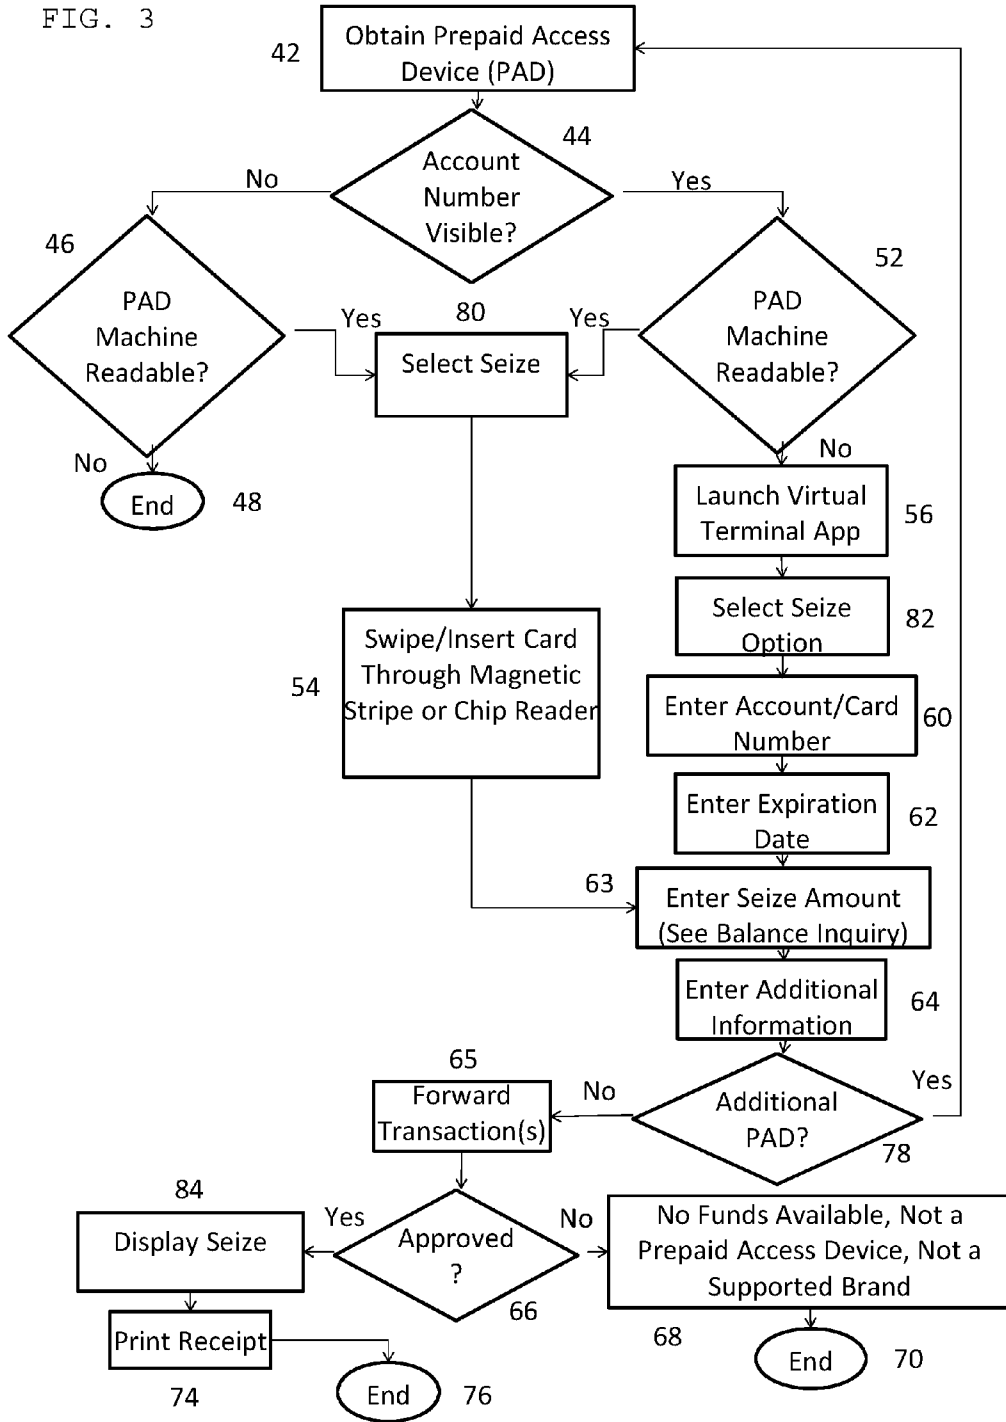 FIG. 3
42
Obtain Prepaid Access
Device (PAD)
44
Account
Number
Visible?
No
Yes
46
PAD
Machine
Readable?
Yes
80
Select Seize
Yes
52
PAD
Machine
Readable?
No
End
48
No
Launch Virtual
Terminal App
56
Select Seize
Option
82
54
Swipe/Insert Card
Through Magnetic
Stripe or Chip Reader
Enter Account/Card
Number
60
Enter Expiration
Date
62
63
Enter Seize Amount
(See Balance Inquiry)
Enter Additional
Information
64
65
Forward
Transaction(s)
No
Additional
PAD?
Yes
78
84
Display Seize
Yes
Approved
?
No
66
No Funds Available, Not a
Prepaid Access Device, Not a
Supported Brand
68
Print Receipt
74
End
76
End
70